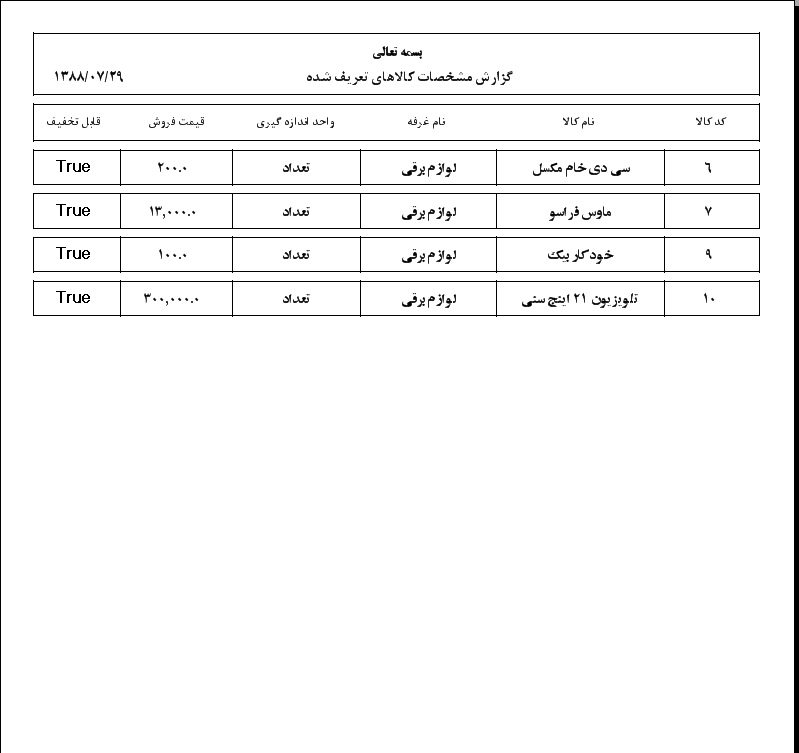 بسمه تعالی
گزارش مشخصات کالاهای تعریف شده ۱۳۸۸/۰۷/۲۹
کد کالا نام کالا نام غرفه واحد اندازه گیری قیمت فروش قابل تخفیف
۶ سی دی خام مکسل لوازم برقی تعداد ۲۰۰.۰ True
۷ ماوس فراسو لوازم برقی تعداد ۱۳,۰۰۰.۰ True
۹ خودکار بیک لوازم برقی تعداد ۱۰۰.۰ True
۱۰ تلویزیون ۲۱ اینچ سنی لوازم برقی تعداد ۳۰۰,۰۰۰.۰ True